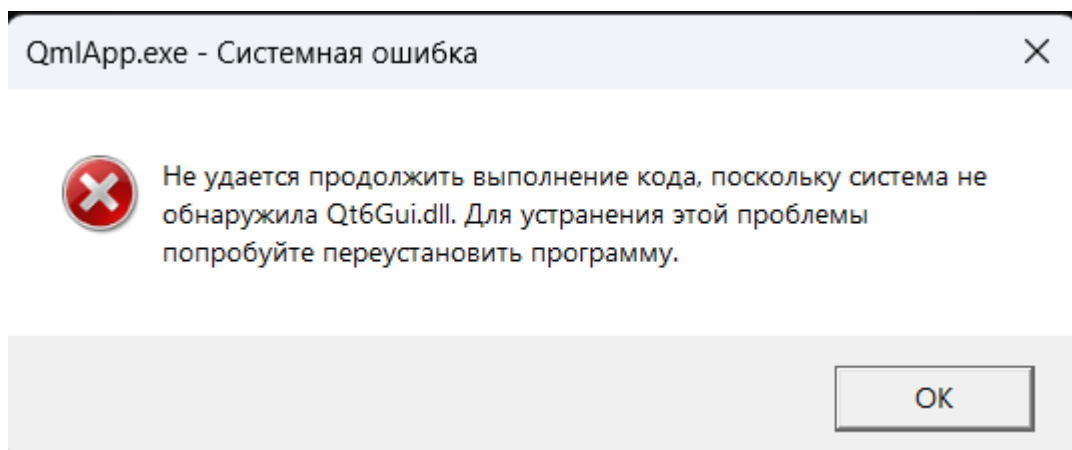 QmlApp.exe - Системная ошибка
Не удается продолжить выполнение кода, поскольку система не
обнаружила Qt6Gui.dll. Для устранения этой проблемы
попробуйте переустановить программу.
ОК